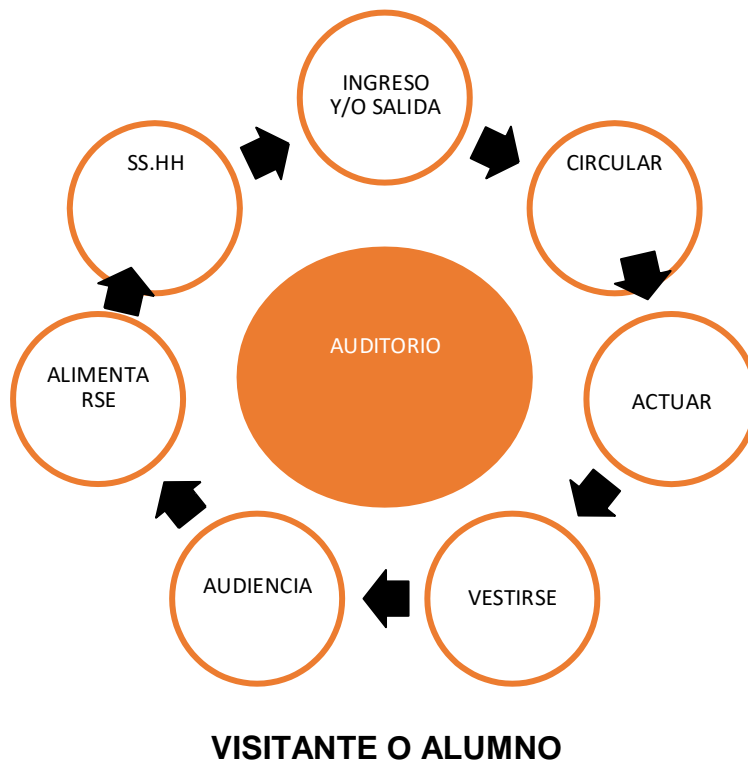 INGRESO
Y/O SALIDA
CIRCULAR
ACTUAR
VESTIRSE
AUDIENCIA
ALIMENTA
RSE
SS.HH
AUDITORIO
VISITANTE O ALUMNO